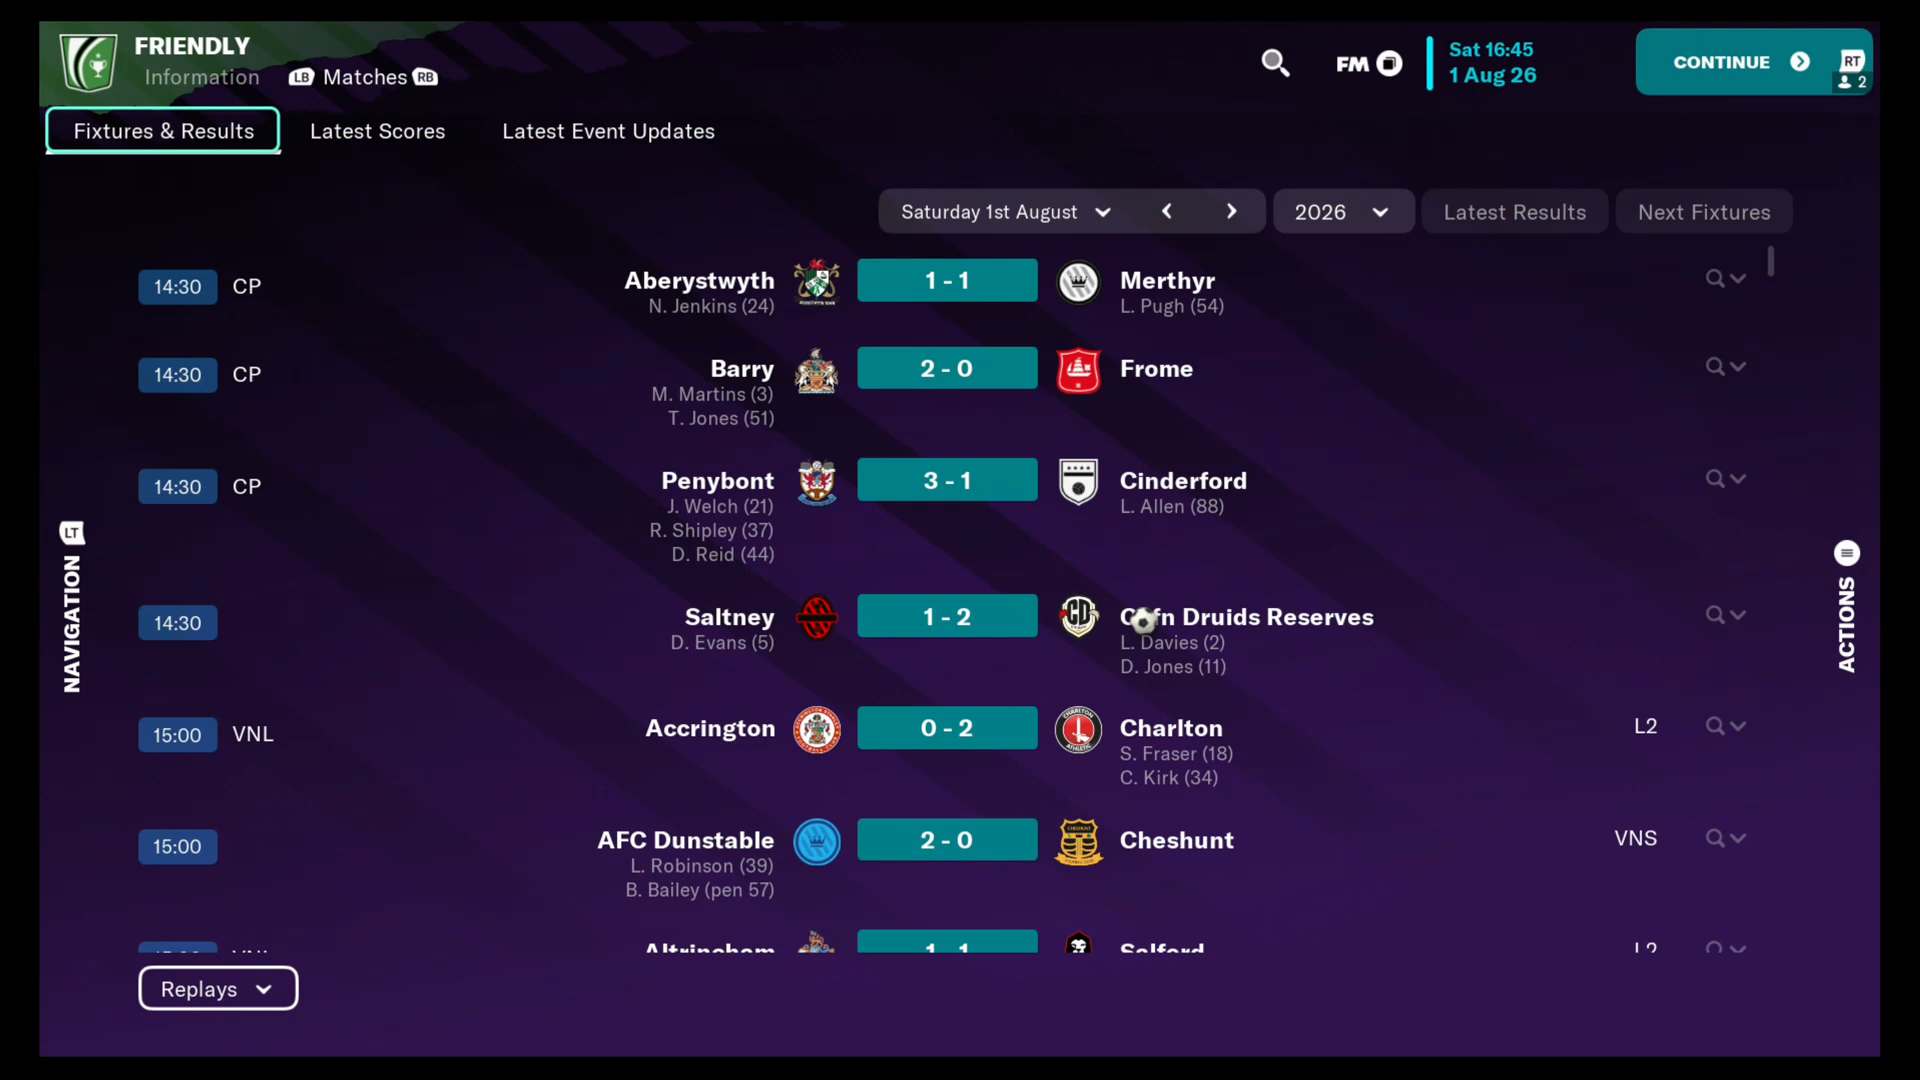 FRIENDLY
Information LB Matches RB
FM
Sat 16:45
1 Aug 26
CONTINUE RT
2
Fixtures & Results Latest Scores Latest Event Updates
Saturday 1st August 2026 Latest Results Next Fixtures
14:30 CP Aberystwyth 1 - 1 Merthyr
N. Jenkins (24) L. Pugh (54)
14:30 CP Barry 2 - 0 Frome
M. Martins (3)
T. Jones (51)
14:30 CP Penybont 3 - 1 Cinderford
J. Welch (21) L. Allen (88)
R. Shipley (37)
D. Reid (44)
LT
NAVIGATION
ACTIONS
14:30 Saltney 1 - 2 Druids Reserves
D. Evans (5) L. Davies (2)
D. Jones (11)
15:00 VNL Accrington 0 - 2 Charlton L2
S. Fraser (18)
C. Kirk (34)
15:00 AFC Dunstable 2 - 0 Cheshunt VNS
L. Robinson (39)
B. Bailey (pen 57)
Altrincham 1 1 Salford L2
Replays